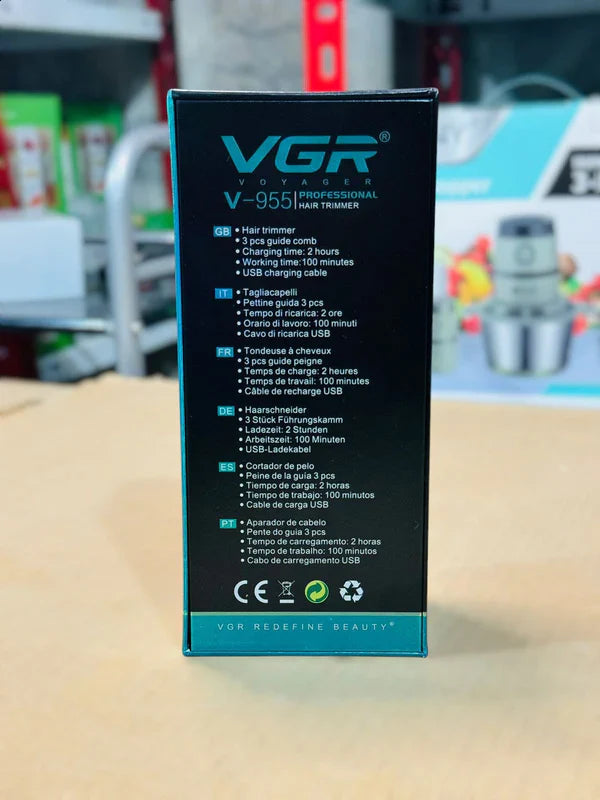 VGR®
VOYAGER
V-955 PROFESSIONAL
HAIR TRIMMER
GB • Hair trimmer
• 3 pcs guide comb
• Charging time: 2 hours
• Working time:100 minutes
• USB charging cable
IT • Tagliacapelli
• Pettine guida 3 pcs
• Tempo di ricarica: 2 ore
• Orario di lavoro: 100 minuti
• Cavo di ricarica USB
FR • Tondeuse à cheveux
• 3 pcs guide peigne
• Temps de charge: 2 heures
• Temps de travail: 100 minutes
• Câble de recharge USB
DE • Haarschneider
• 3 Stück Führungskamm
• Ladezeit: 2 Stunden
• Arbeitszeit: 100 Minuten
• USB-Ladekabel
ES • Cortador de pelo
• Peine de la guía 3 pcs
• Tiempo de carga: 2 horas
• Tiempo de trabajo: 100 minutos
• Cable de carga USB
PT • Aparador de cabelo
• Pente do guia 3 pcs
• Tempo de carregamento: 2 horas
• Tempo de trabalho: 100 minutos
• Cabo de carregamento USB
CE
VGR REDEFINE BEAUTY®